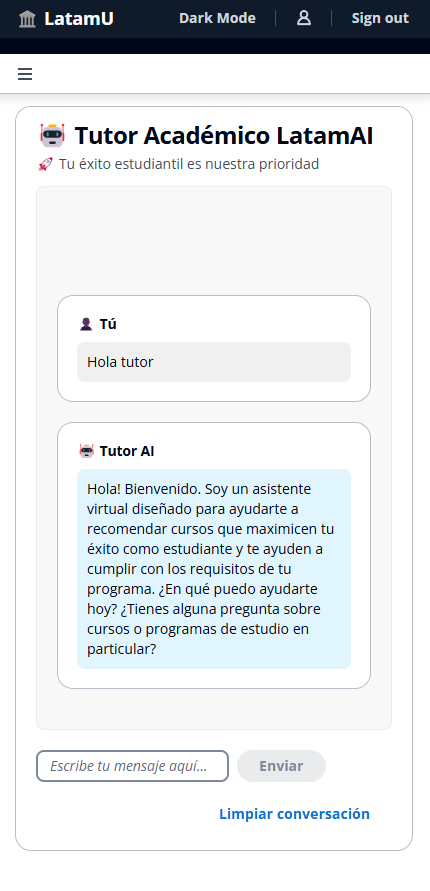 LatamU
Dark Mode
Sign out
Tutor Académico LatamAI
Tu éxito estudiantil es nuestra prioridad
Tú
Hola tutor
Tutor AI
Hola! Bienvenido. Soy un asistente
virtual diseñado para ayudarte a
recomendar cursos que maximicen tu
éxito como estudiante y te ayuden a
cumplir con los requisitos de tu
programa. ¿En qué puedo ayudarte
hoy? ¿Tienes alguna pregunta sobre
cursos o programas de estudio en
particular?
Escribe tu mensaje aquí...
Enviar
Limpiar conversación